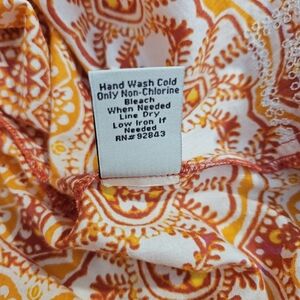 Hand Wash Cold
Only Non-Chlorine
Bleach
When Needed
Line Dry
Low Iron If
Needed
RN# 92843